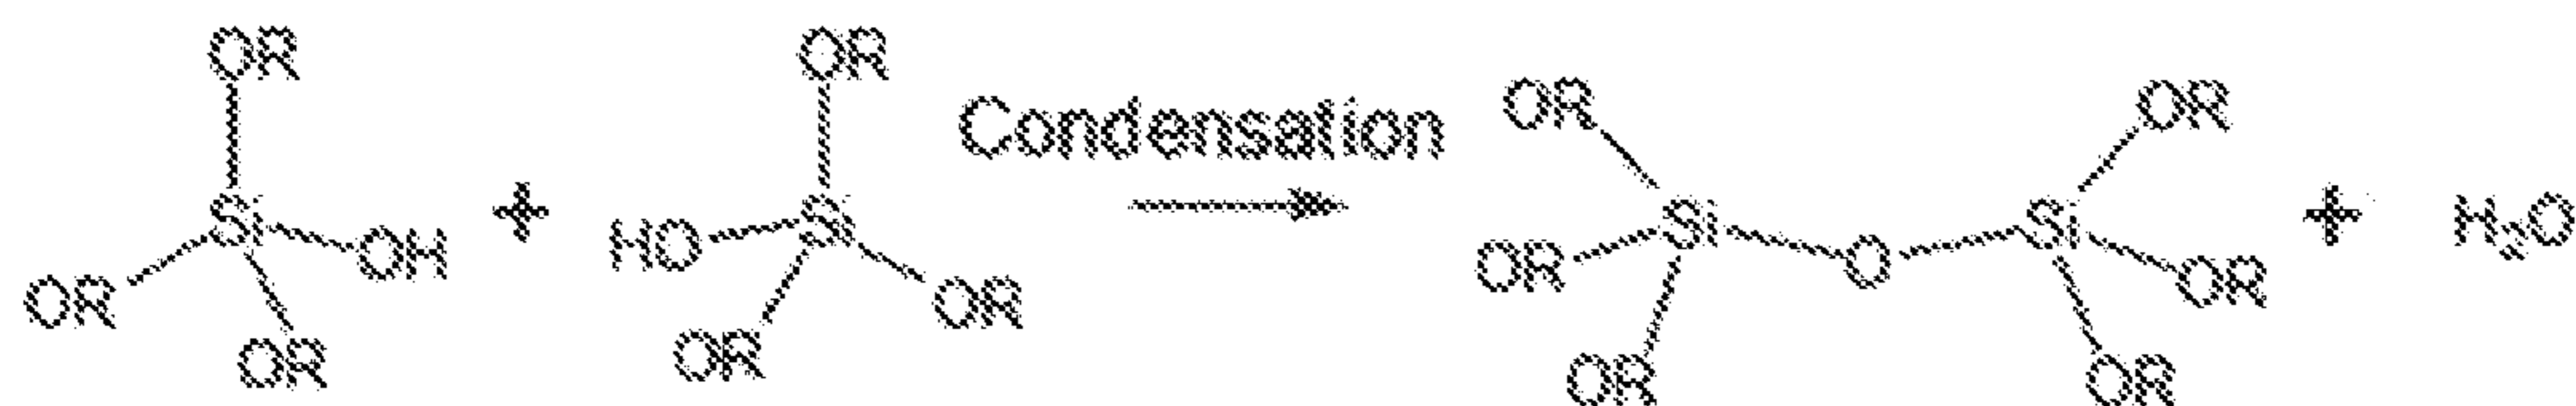 OR OR
Condensation
OR OR
Si + Si Si Si + H₂O
OH HO OR O OR
OR OR
OR OR OR OR